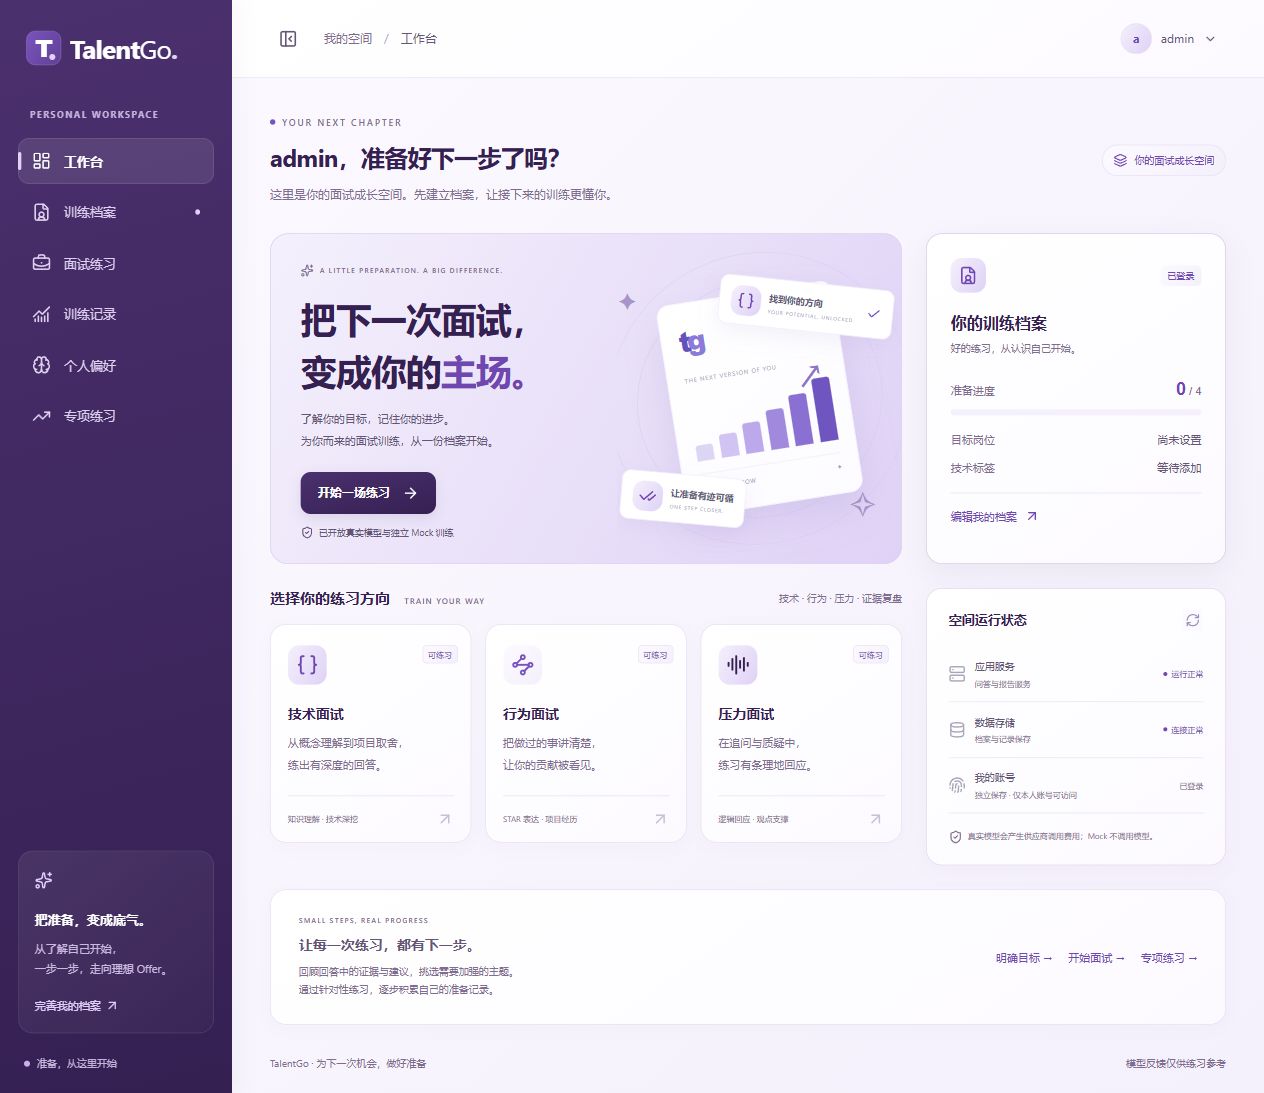 T.
TalentGo.
PERSONAL WORKSPACE
工作台
训练档案
面试练习
训练记录
个人偏好
专项练习
把准备，变成底气。
从了解自己开始，
一步一步，走向理想 Offer。
完善我的档案
准备，从这里开始
我的空间 / 工作台
a admin
YOUR NEXT CHAPTER
admin，准备好下一步了吗？
这里是你的面试成长空间。先建立档案，让接下来的训练更懂你。
你的面试成长空间
A LITTLE PREPARATION. A BIG DIFFERENCE.
把下一次面试，
变成你的主场。
了解你的目标，记住你的进步。
为你而来的面试训练，从一份档案开始。
开始一场练习
已开放真实模型与独立 Mock 训练
找到你的方向
YOUR POTENTIAL, UNLOCKED
tg
THE NEXT VERSION OF YOU
OW
让准备有迹可循
ONE STEP CLOSER
已登录
你的训练档案
好的练习，从认识自己开始。
准备进度 0 / 4
目标岗位 尚未设置
技术标签 等待添加
编辑我的档案
选择你的练习方向 TRAIN YOUR WAY
技术 · 行为 · 压力 · 证据复盘
可练习
技术面试
从概念理解到项目取舍，
练出有深度的回答。
知识理解 · 技术深挖
可练习
行为面试
把做过的事讲清楚，
让你的贡献被看见。
STAR 表达 · 项目经历
可练习
压力面试
在追问与质疑中，
练习有条理地回应。
逻辑回应 · 观点支撑
空间运行状态
应用服务
问答与报告服务
运行正常
数据存储
档案与记录保存
连接正常
我的账号
独立保存 · 仅本人账号可访问
已登录
真实模型会产生供应商调用费用；Mock 不调用模型。
SMALL STEPS, REAL PROGRESS
让每一次练习，都有下一步。
回顾回答中的证据与建议，挑选需要加强的主题。
通过针对性练习，逐步积累自己的准备记录。
明确目标 → 开始面试 → 专项练习 →
TalentGo · 为下一次机会，做好准备
模型反馈仅供练习参考